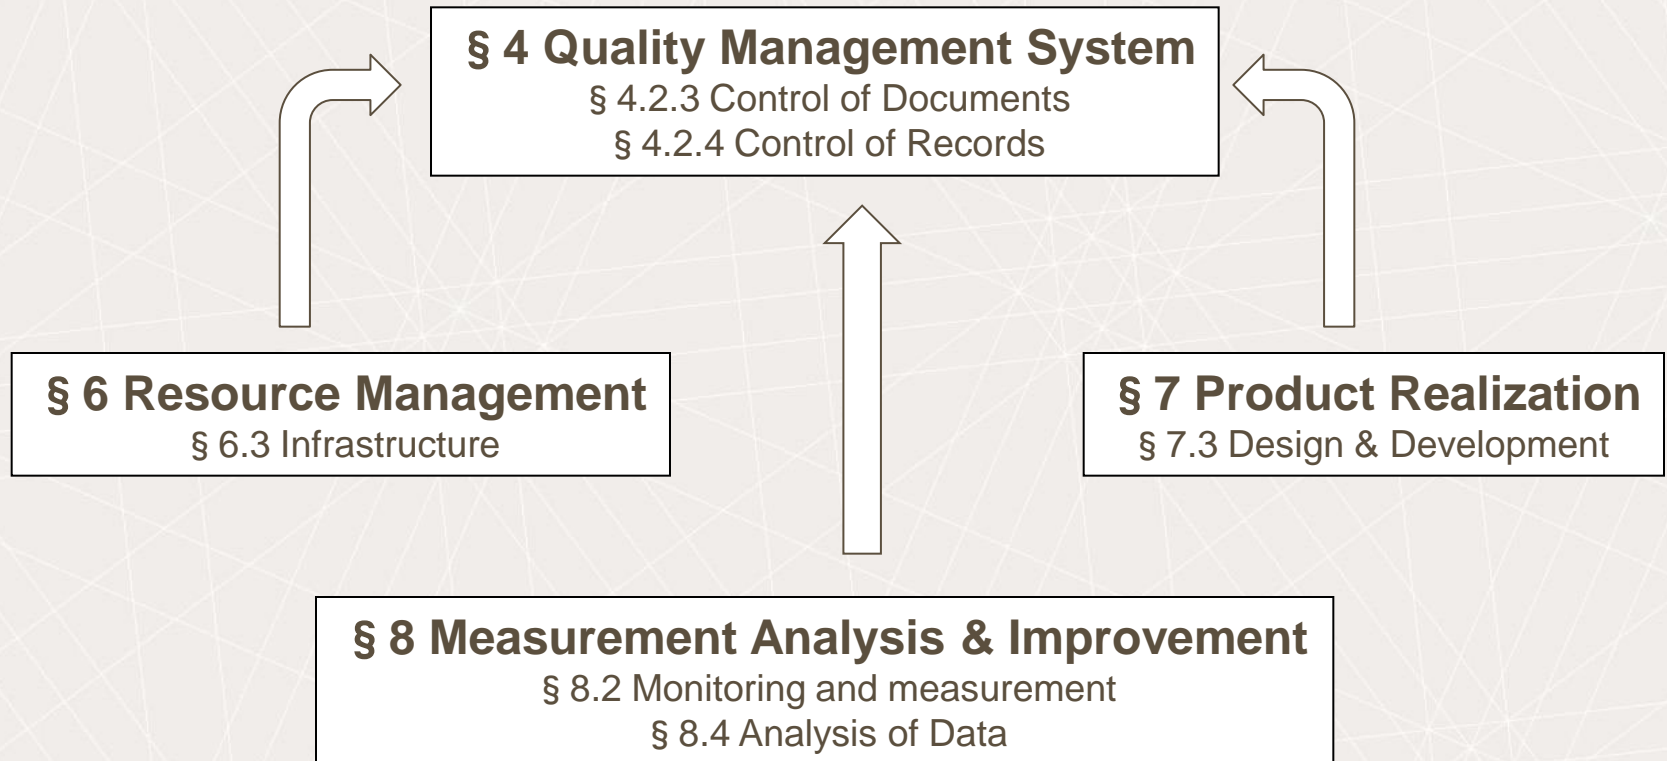 § 4 Quality Management System
§ 4.2.3 Control of Documents
§ 4.2.4 Control of Records
§ 6 Resource Management
§ 6.3 Infrastructure
§ 7 Product Realization
§ 7.3 Design & Development
§ 8 Measurement Analysis & Improvement
§ 8.2 Monitoring and measurement
§ 8.4 Analysis of Data